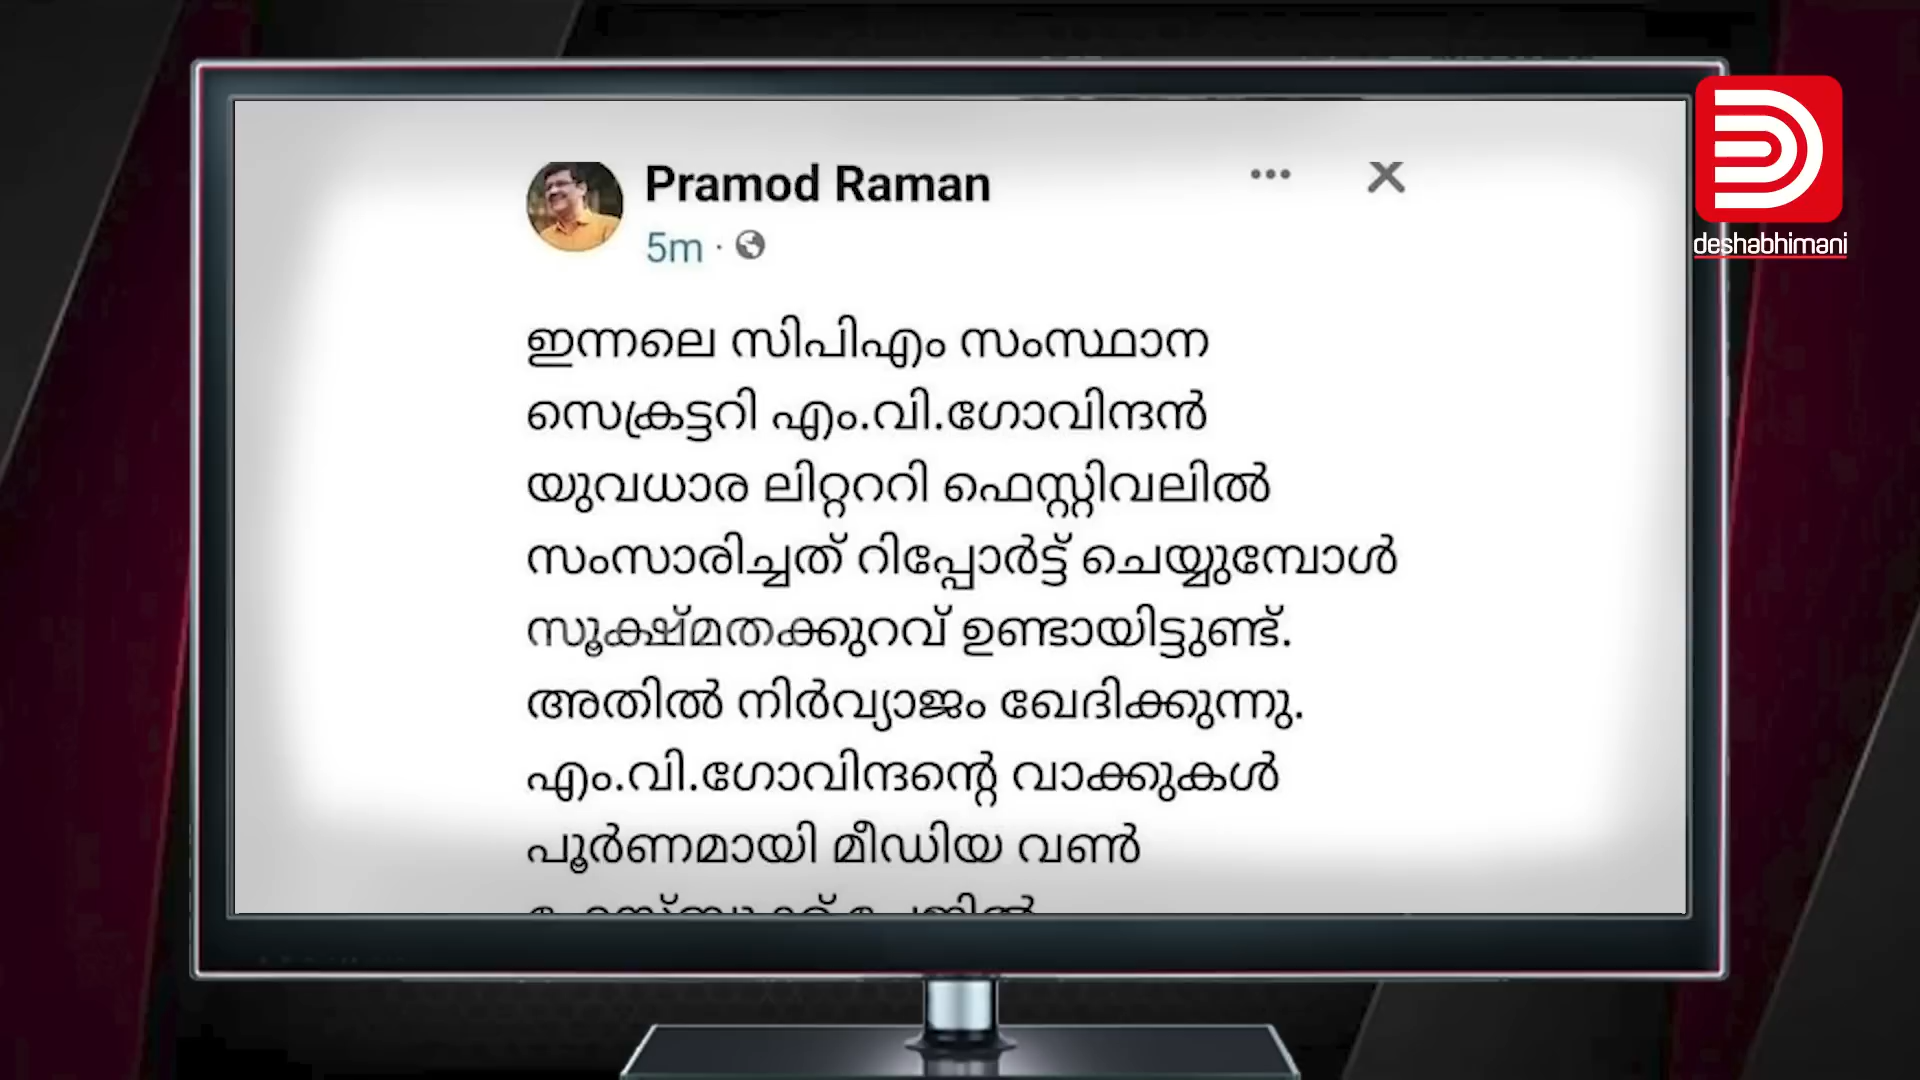 Pramod Raman
5m
ഇന്നലെ സിപിഎം സംസ്ഥാന
സെക്രട്ടറി എം.വി.ഗോവിന്ദൻ
യുവധാര ലിറ്റററി ഫെസ്റ്റിവലിൽ
സംസാരിച്ചത് റിപ്പോർട്ട് ചെയ്യുമ്പോൾ
സൂക്ഷ്മതക്കുറവ് ഉണ്ടായിട്ടുണ്ട്.
അതിൽ നിർവ്യാജം ഖേദിക്കുന്നു.
എം.വി.ഗോവിന്ദന്റെ വാക്കുകൾ
പൂർണമായി മീഡിയ വൺ
deshabhimani